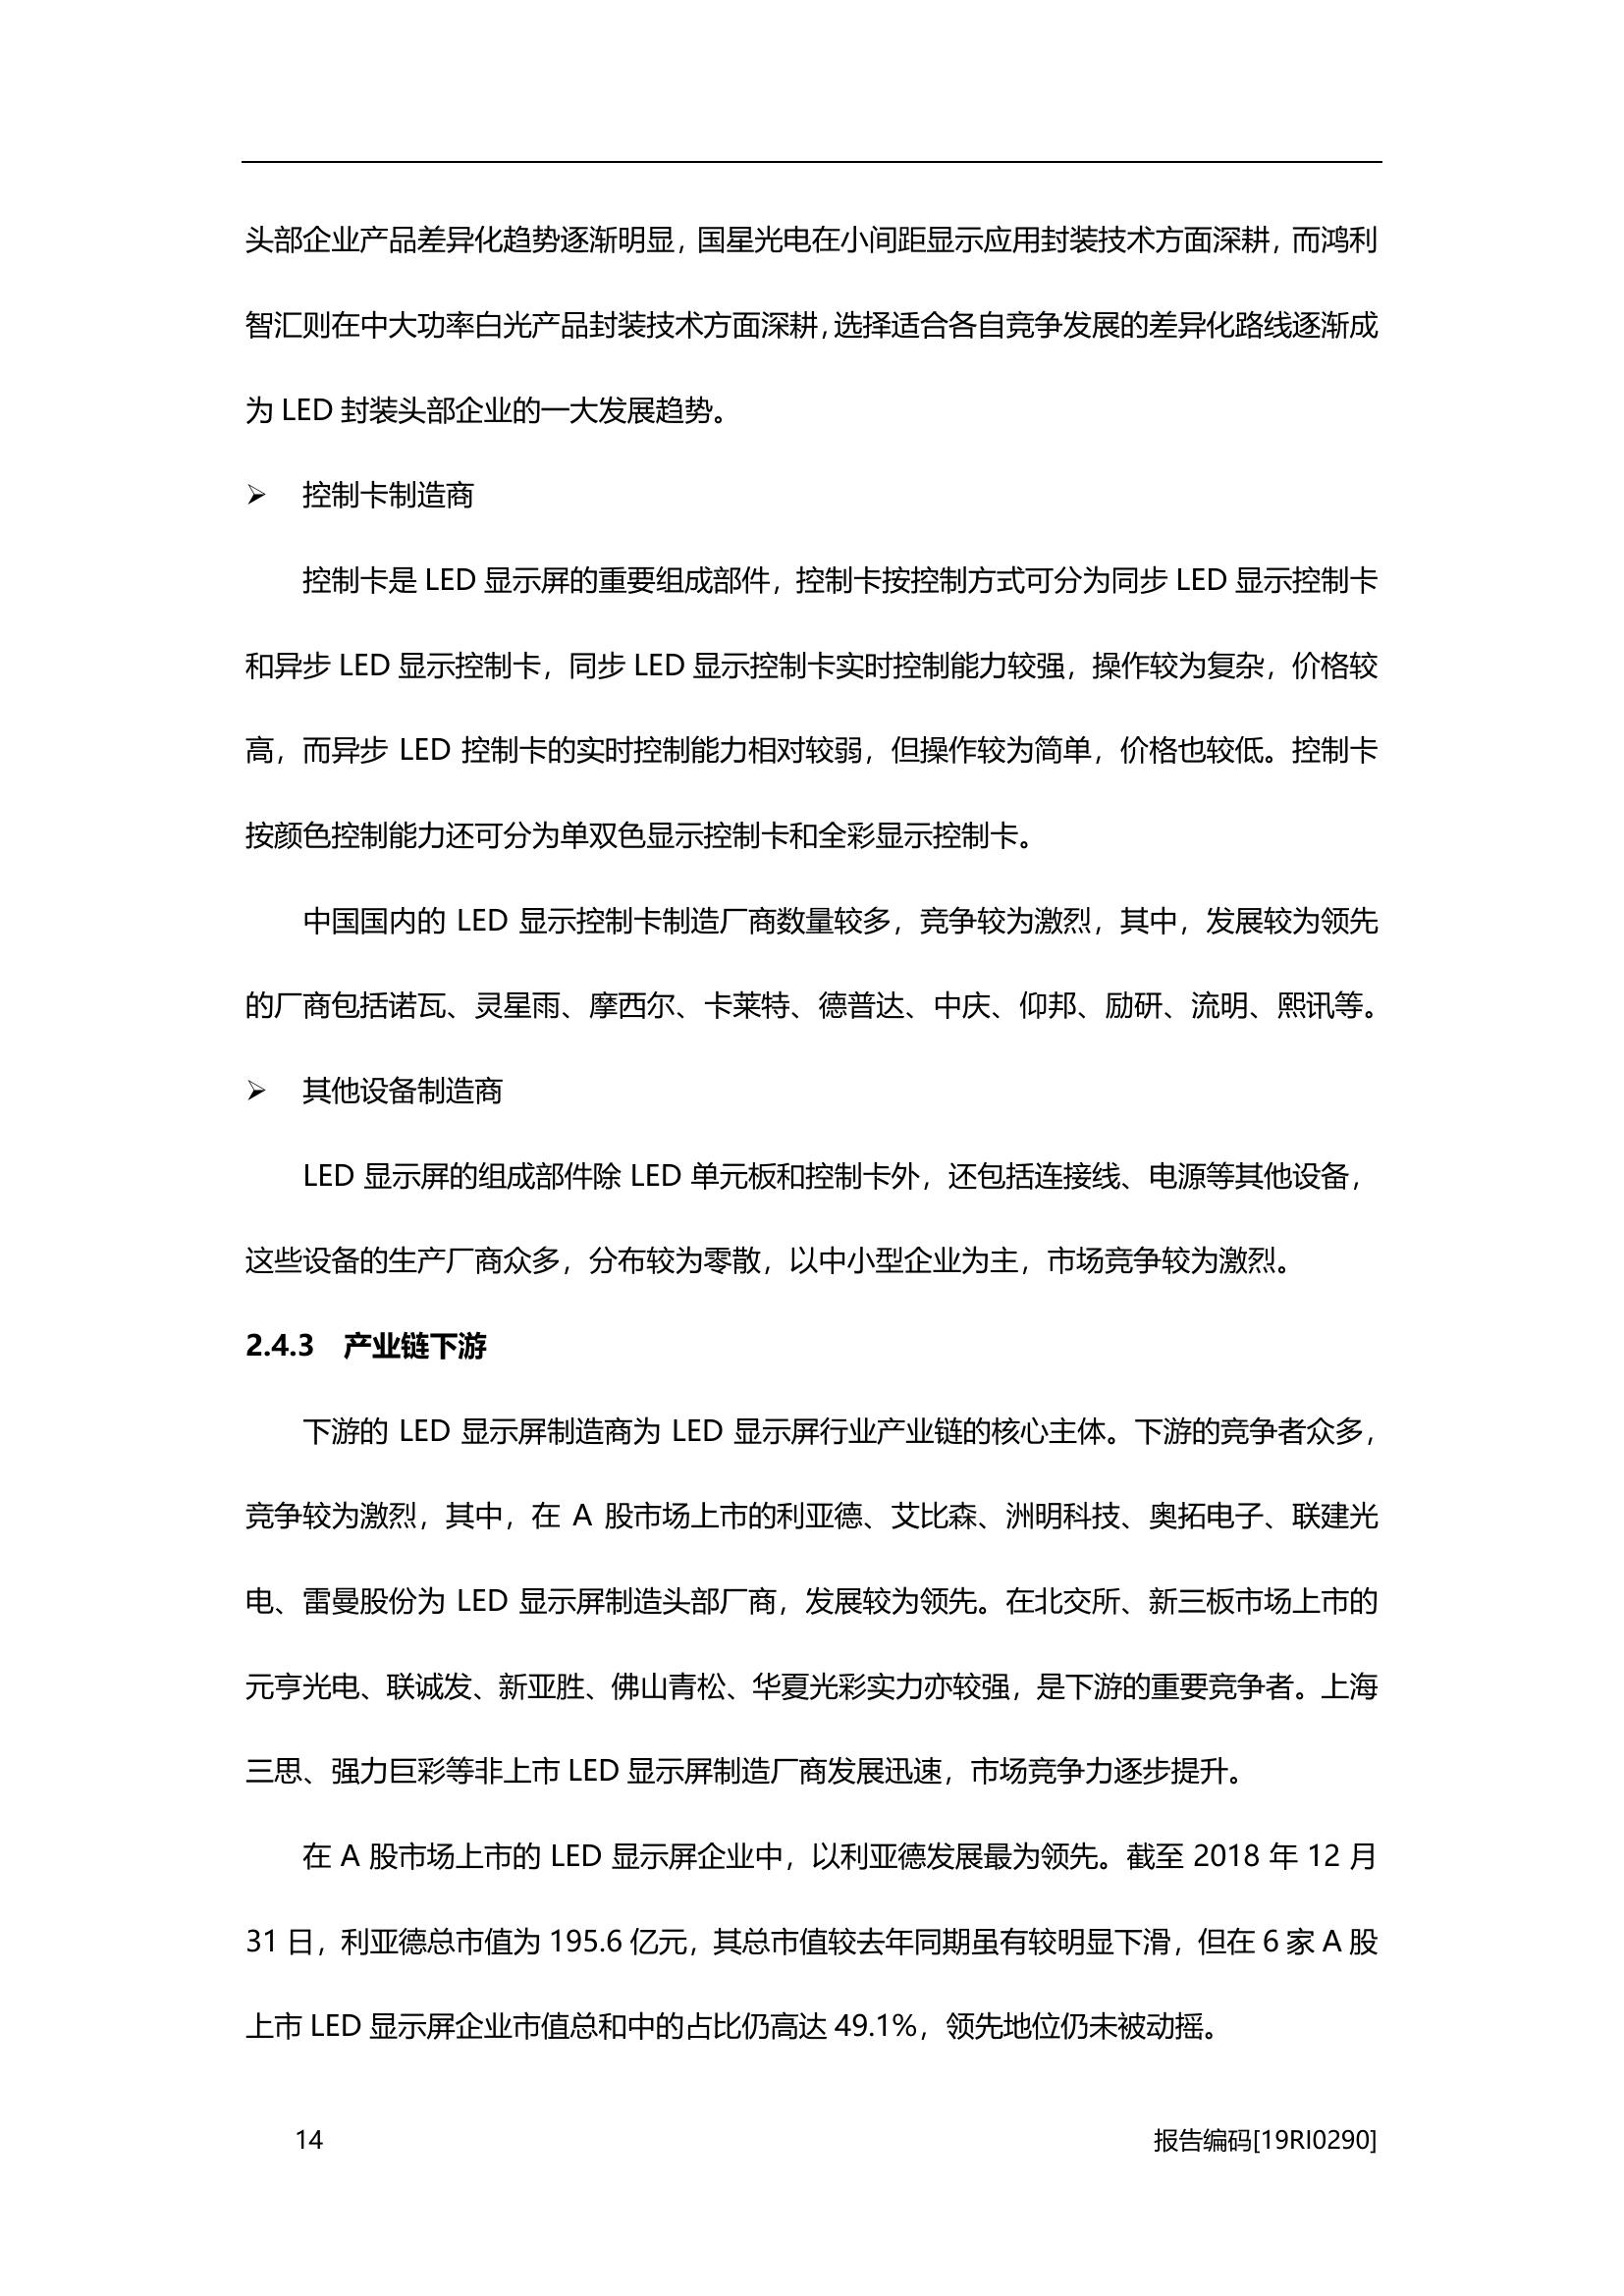 头部企业产品差异化趋势逐渐明显，国星光电在小间距显示应用封装技术方面深耕，而鸿利
智汇则在中大功率白光产品封装技术方面深耕，选择适合各自竞争发展的差异化路线逐渐成
为 LED 封装头部企业的一大发展趋势。
➢ 控制卡制造商
控制卡是 LED 显示屏的重要组成部件，控制卡按控制方式可分为同步 LED 显示控制卡
和异步 LED 显示控制卡，同步 LED 显示控制卡实时控制能力较强，操作较为复杂，价格较
高，而异步 LED 控制卡的实时控制能力相对较弱，但操作较为简单，价格也较低。控制卡
按颜色控制能力还可分为单双色显示控制卡和全彩显示控制卡。
中国国内的 LED 显示控制卡制造厂商数量较多，竞争较为激烈，其中，发展较为领先
的厂商包括诺瓦、灵星雨、摩西尔、卡莱特、德普达、中庆、仰邦、励研、流明、熙讯等。
➢ 其他设备制造商
LED 显示屏的组成部件除 LED 单元板和控制卡外，还包括连接线、电源等其他设备，
这些设备的生产厂商众多，分布较为零散，以中小型企业为主，市场竞争较为激烈。
2.4.3 产业链下游
下游的 LED 显示屏制造商为 LED 显示屏行业产业链的核心主体。下游的竞争者众多，
竞争较为激烈，其中，在 A 股市场上市的利亚德、艾比森、洲明科技、奥拓电子、联建光
电、雷曼股份为 LED 显示屏制造头部厂商，发展较为领先。在北交所、新三板市场上市的
元亨光电、联诚发、新亚胜、佛山青松、华夏光彩实力亦较强，是下游的重要竞争者。上海
三思、强力巨彩等非上市 LED 显示屏制造厂商发展迅速，市场竞争力逐步提升。
在 A 股市场上市的 LED 显示屏企业中，以利亚德发展最为领先。截至 2018 年 12 月
31 日，利亚德总市值为 195.6 亿元，其总市值较去年同期虽有较明显下滑，但在 6 家 A 股
上市 LED 显示屏企业市值总和中的占比仍高达 49.1%，领先地位仍未被动摇。
14 报告编码[19RI0290]